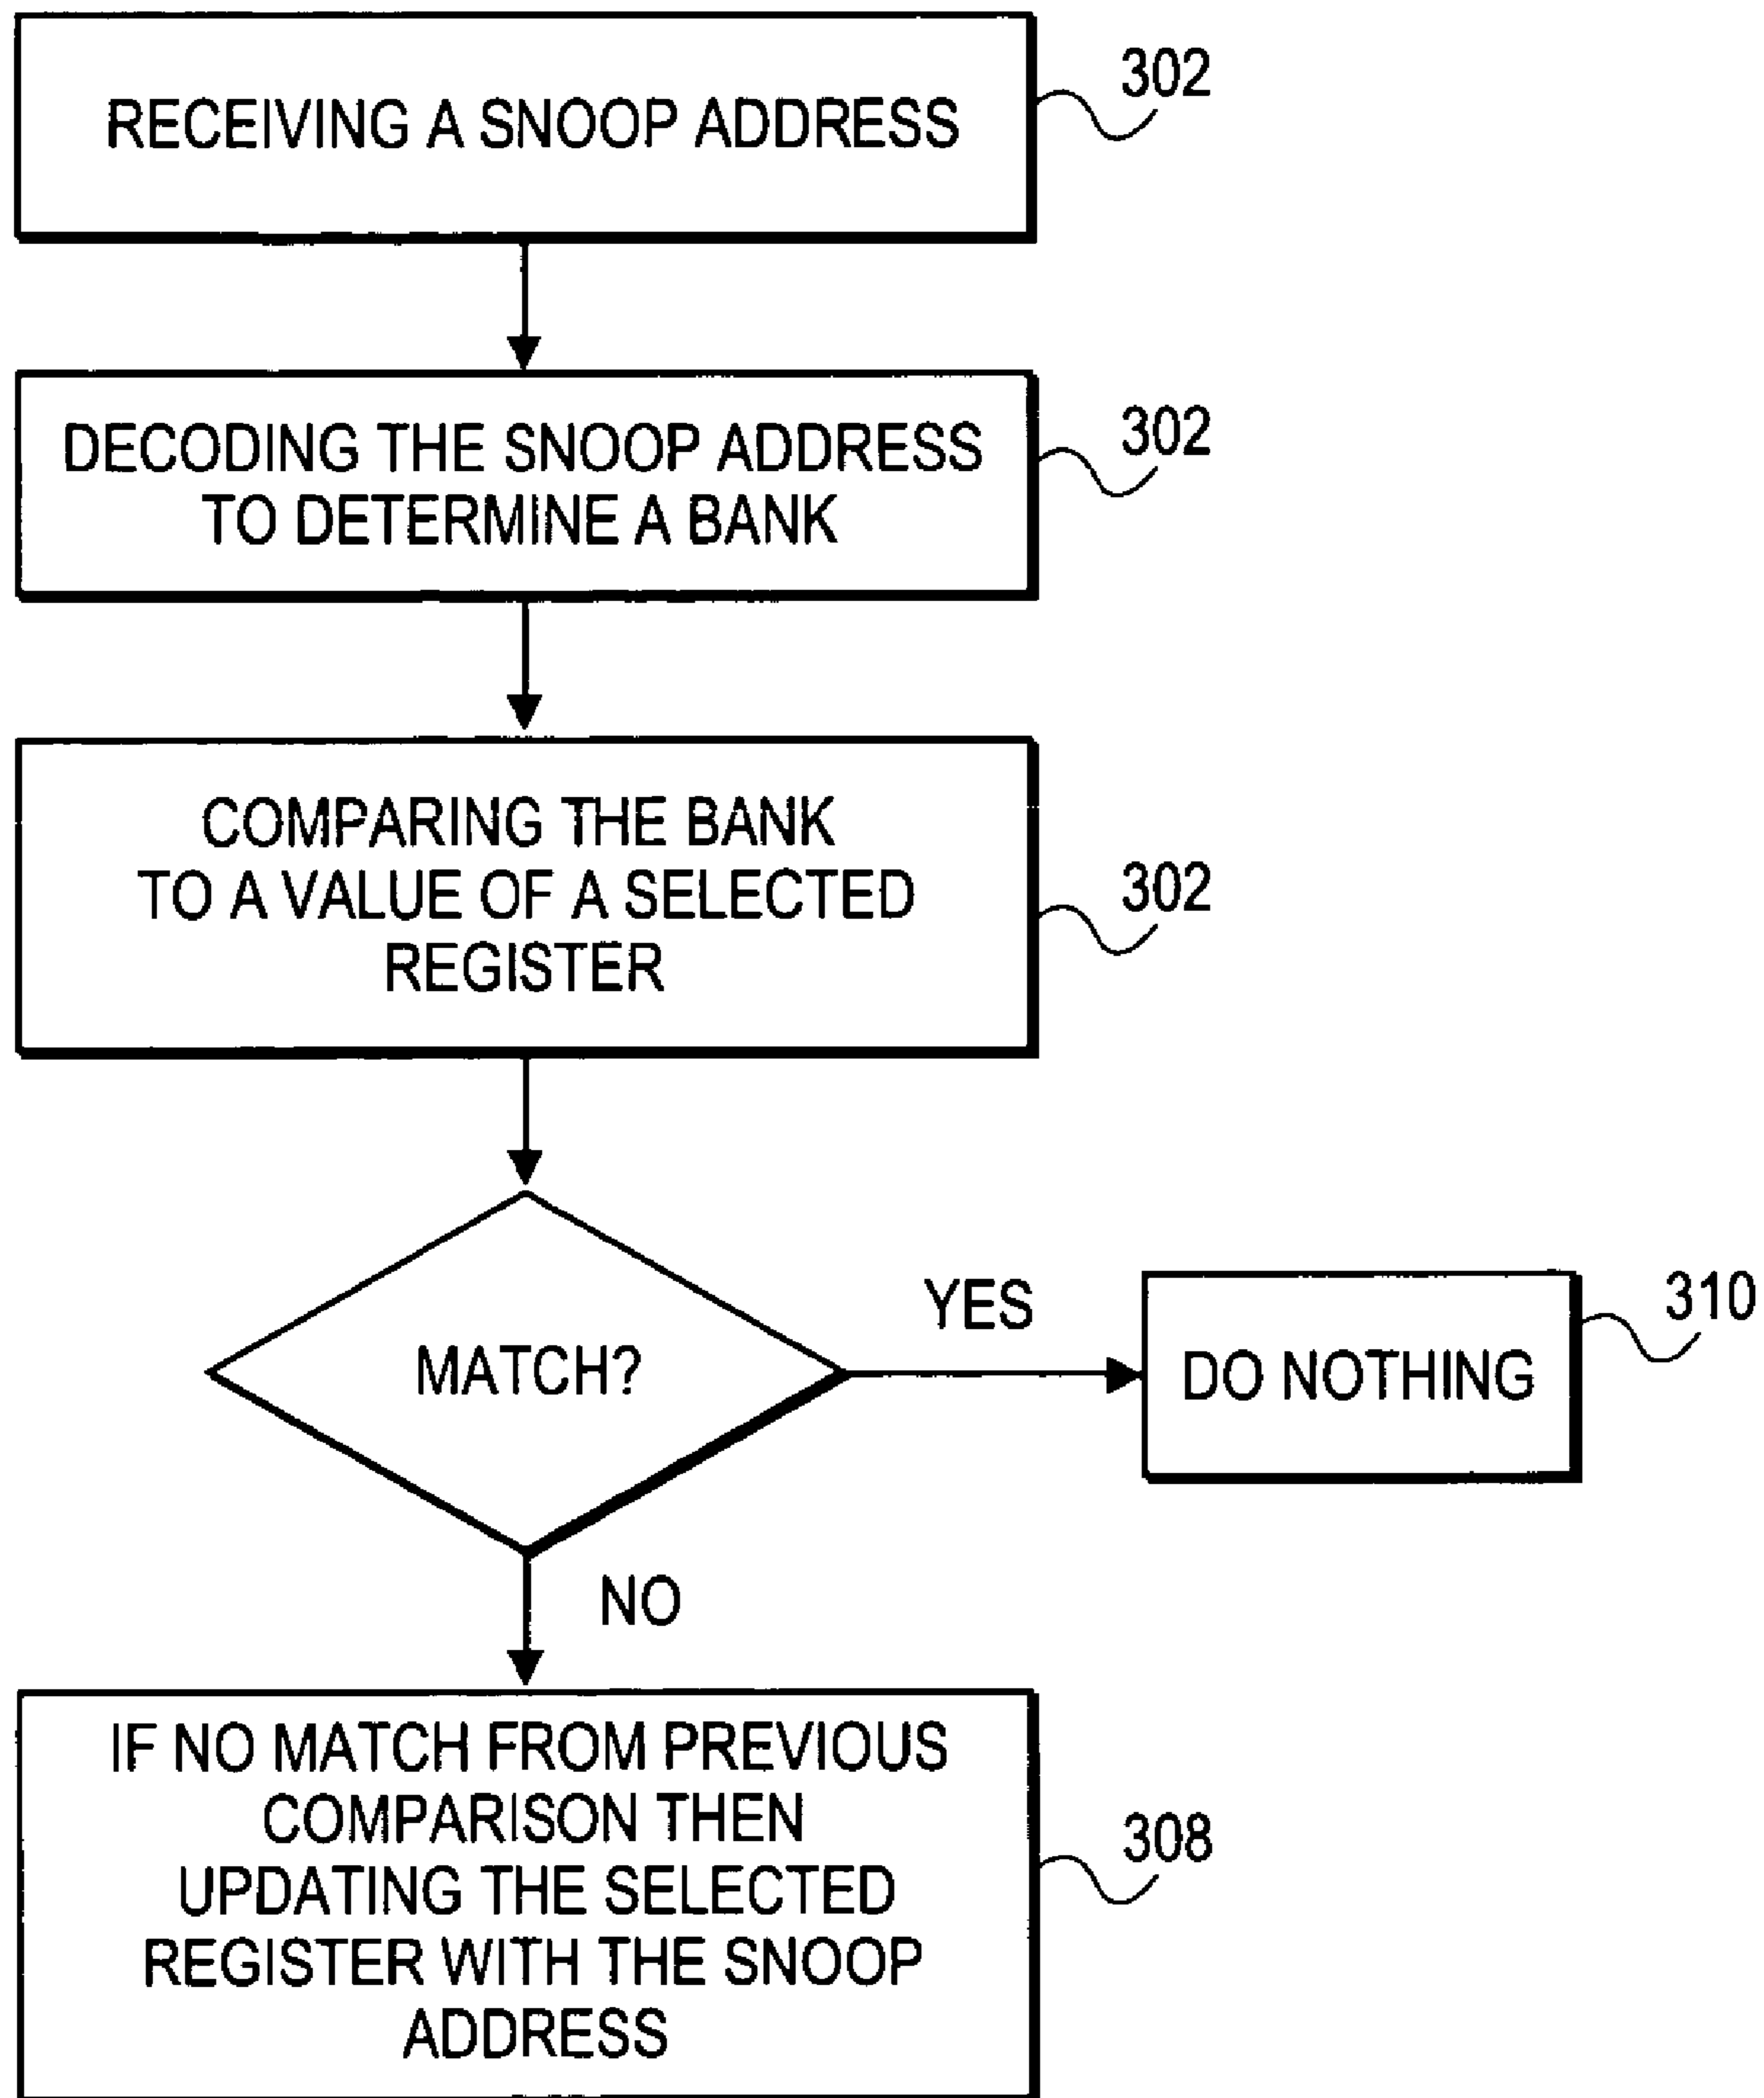 RECEIVING A SNOOP ADDRESS
302
DECODING THE SNOOP ADDRESS
TO DETERMINE A BANK
302
COMPARING THE BANK
TO A VALUE OF A SELECTED
REGISTER
302
MATCH?
YES
DO NOTHING
310
NO
IF NO MATCH FROM PREVIOUS
COMPARISON THEN
UPDATING THE SELECTED
REGISTER WITH THE SNOOP
ADDRESS
308